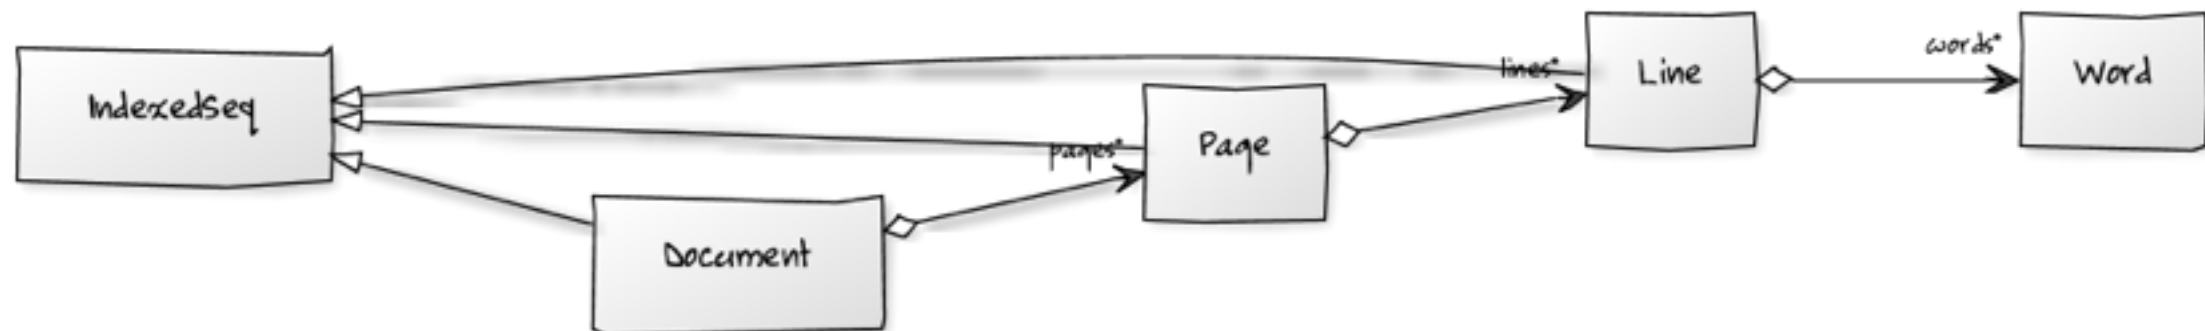 IndexedSeq
Document
pages*
Page
lines*
Line
words*
Word